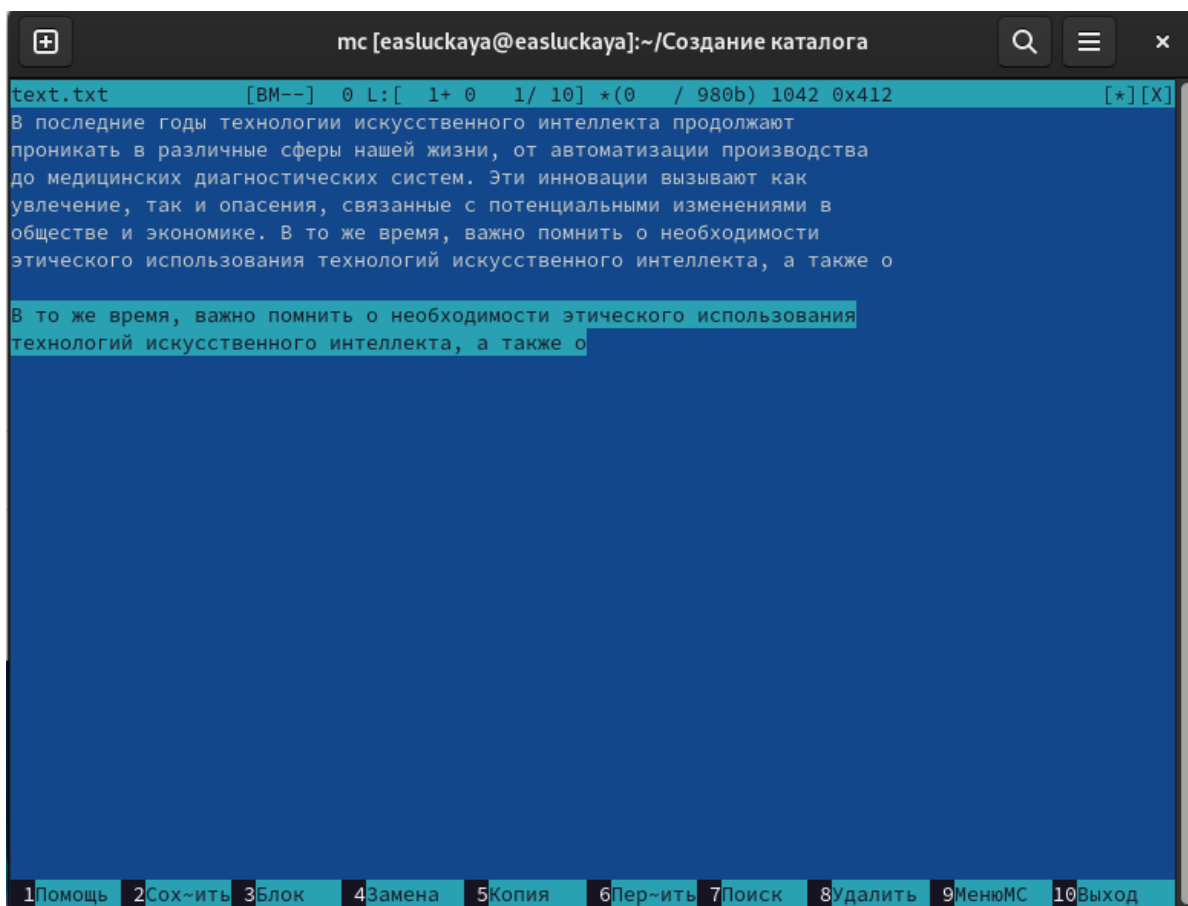 mc [easluckaya@easluckaya]:~/Создание каталога
text.txt [BM--] 0 L:[ 1+ 0 1/ 10] *(0 / 980b) 1042 0x412 [*][X]
В последние годы технологии искусственного интеллекта продолжают
проникать в различные сферы нашей жизни, от автоматизации производства
до медицинских диагностических систем. Эти инновации вызывают как
увлечение, так и опасения, связанные с потенциальными изменениями в
обществе и экономике. В то же время, важно помнить о необходимости
этического использования технологий искусственного интеллекта, а также о
В то же время, важно помнить о необходимости этического использования
технологий искусственного интеллекта, а также о
1Помощь 2Сох~ить 3Блок 4Замена 5Копия 6Пер~ить 7Поиск 8Удалить 9МенюМС 10Выход